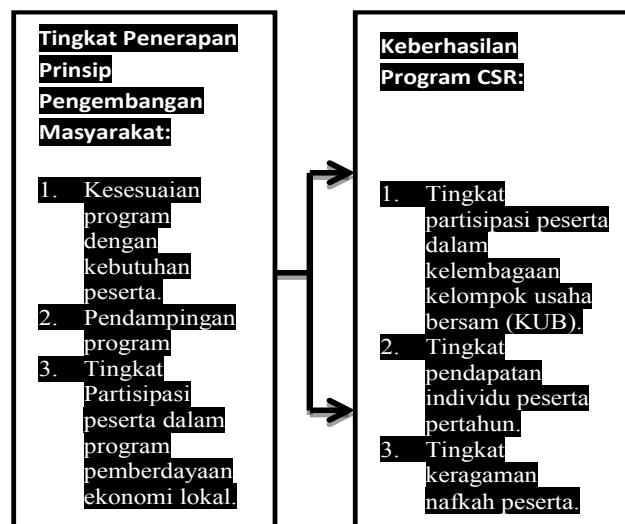 Tingkat Penerapan
Prinsip
Pengembangan
Masyarakat:
1. Kesesuaian
program
dengan
kebutuhan
peserta.
2. Pendampingan
program
3. Tingkat
Partisipasi
peserta dalam
program
pemberdayaan
ekonomi lokal.
Keberhasilan
Program CSR:
1. Tingkat
partisipasi peserta
dalam
kelembagaan
kelompok usaha
bersam (KUB).
2. Tingkat
pendapatan
individu peserta
pertahun.
3. Tingkat
keragaman
nafkah peserta.